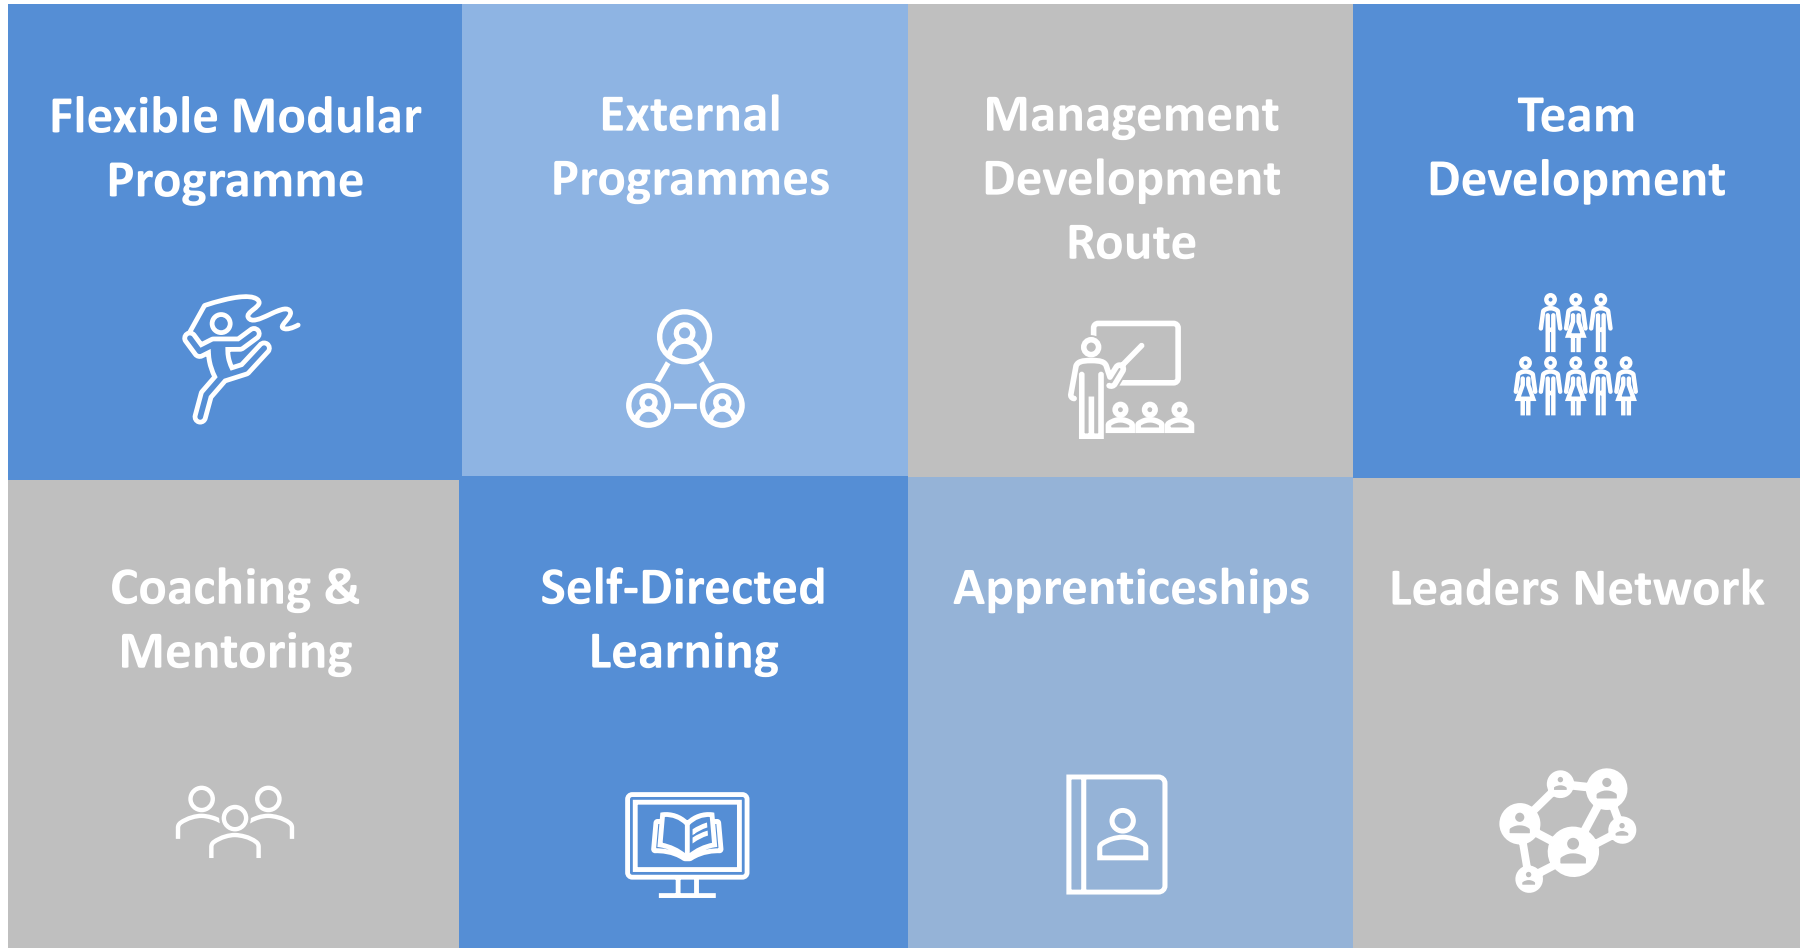 Flexible Modular
Programme
External
Programmes
Management
Development
Route
Team
Development
Coaching &
Mentoring
Self-Directed
Learning
Apprenticeships
Leaders Network